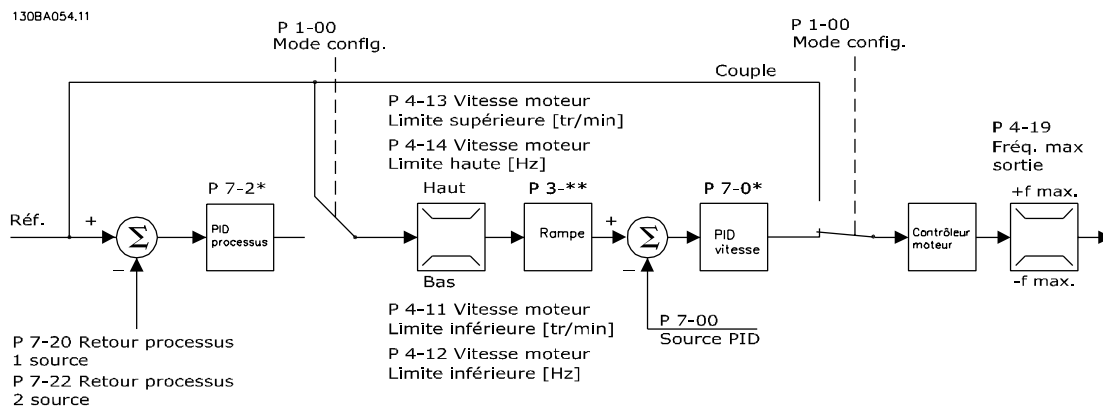 130BA054.11
P 1-00
Mode config.
P 1-00
Mode config.
Couple
P 4-13 Vitesse moteur
Limite supérieure [tr/min]
P 4-14 Vitesse moteur
Limite haute [Hz]
P 4-19
Fréq. max
sortie
P 7-2*
Haut
P 3-**
P 7-0*
+f max.
Réf.
+
Σ
PID
processus
Rampe
+
Σ
PID
vitesse
Contrôleur
moteur
_
Bas
_
-f max.
P 7-20 Retour processus
1 source
P 7-22 Retour processus
2 source
P 4-11 Vitesse moteur
Limite inférieure [tr/min]
P 4-12 Vitesse moteur
Limite inférieure [Hz]
P 7-00
Source PID